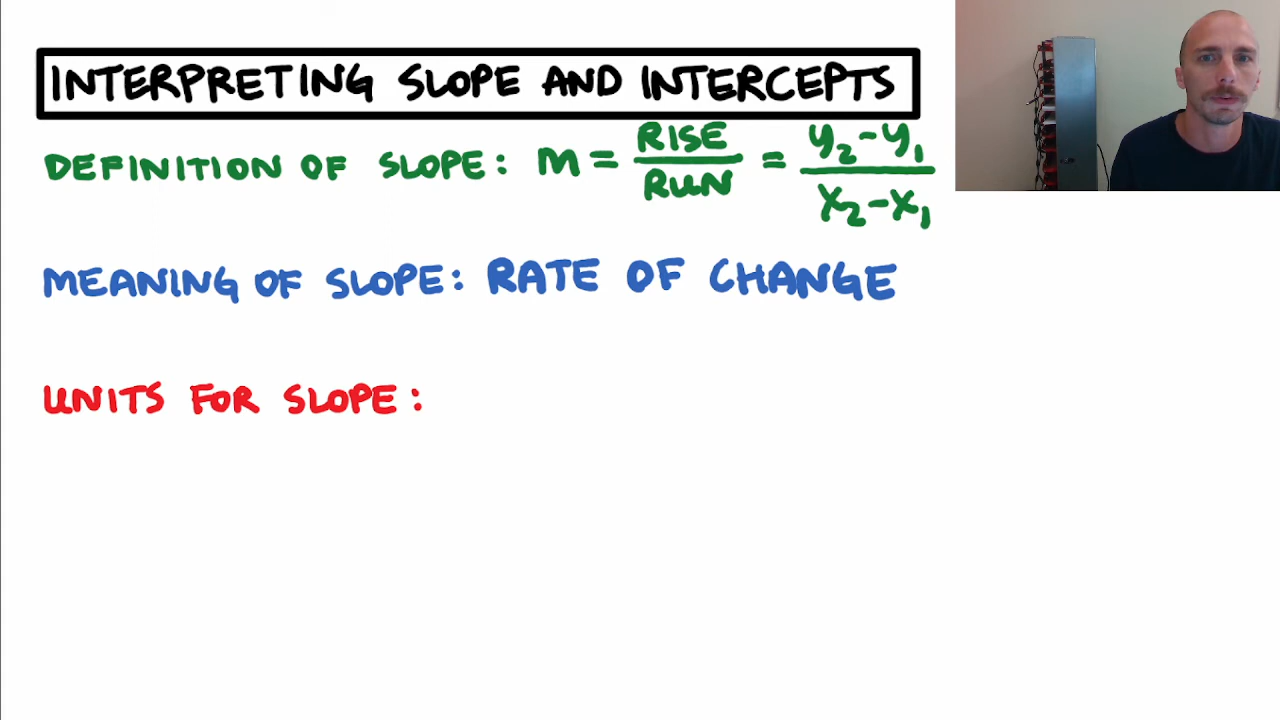 INTERPRETING SLOPE AND INTERCEPTS
DEFINITION OF SLOPE: m = RISE/RUN = y₂-y₁/x₂-x₁
MEANING OF SLOPE: RATE OF CHANGE
UNITS FOR SLOPE: